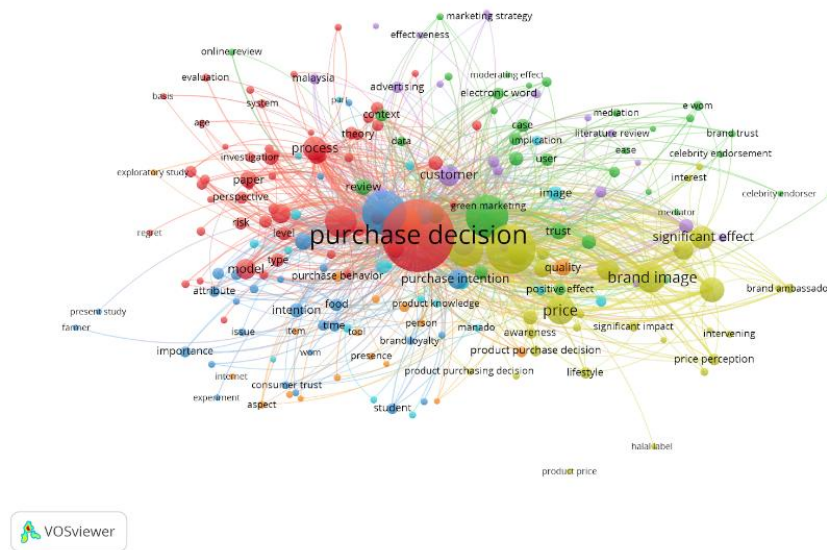 marketing strategy
effectiveness
online review
moderating effect
evaluation
malaysia
advertising
electronic word
basis
system
part
context
mediation
e wom
age
theory
data
case
implication
literature review
brand trust
process
investigation
ease
user
celebrity endorsement
exploratory study
paper
review
customer
image
interest
perspective
green marketing
celebrity endorser
regret
risk
level
mediator
trust
significant effect
purchase decision
type
model
purchase behavior
purchase intention
quality
brand image
attribute
positive effect
brand ambassador
present study
intention
food
product knowledge
price
farmer
issue
item
time
tool
person
manado
awareness
significant impact
intervening
importance
worn
presence
brand loyalty
product purchase decision
price perception
internet
consumer trust
product purchasing decision
lifestyle
experiment
aspect
student
halal label
product price
VOSviewer